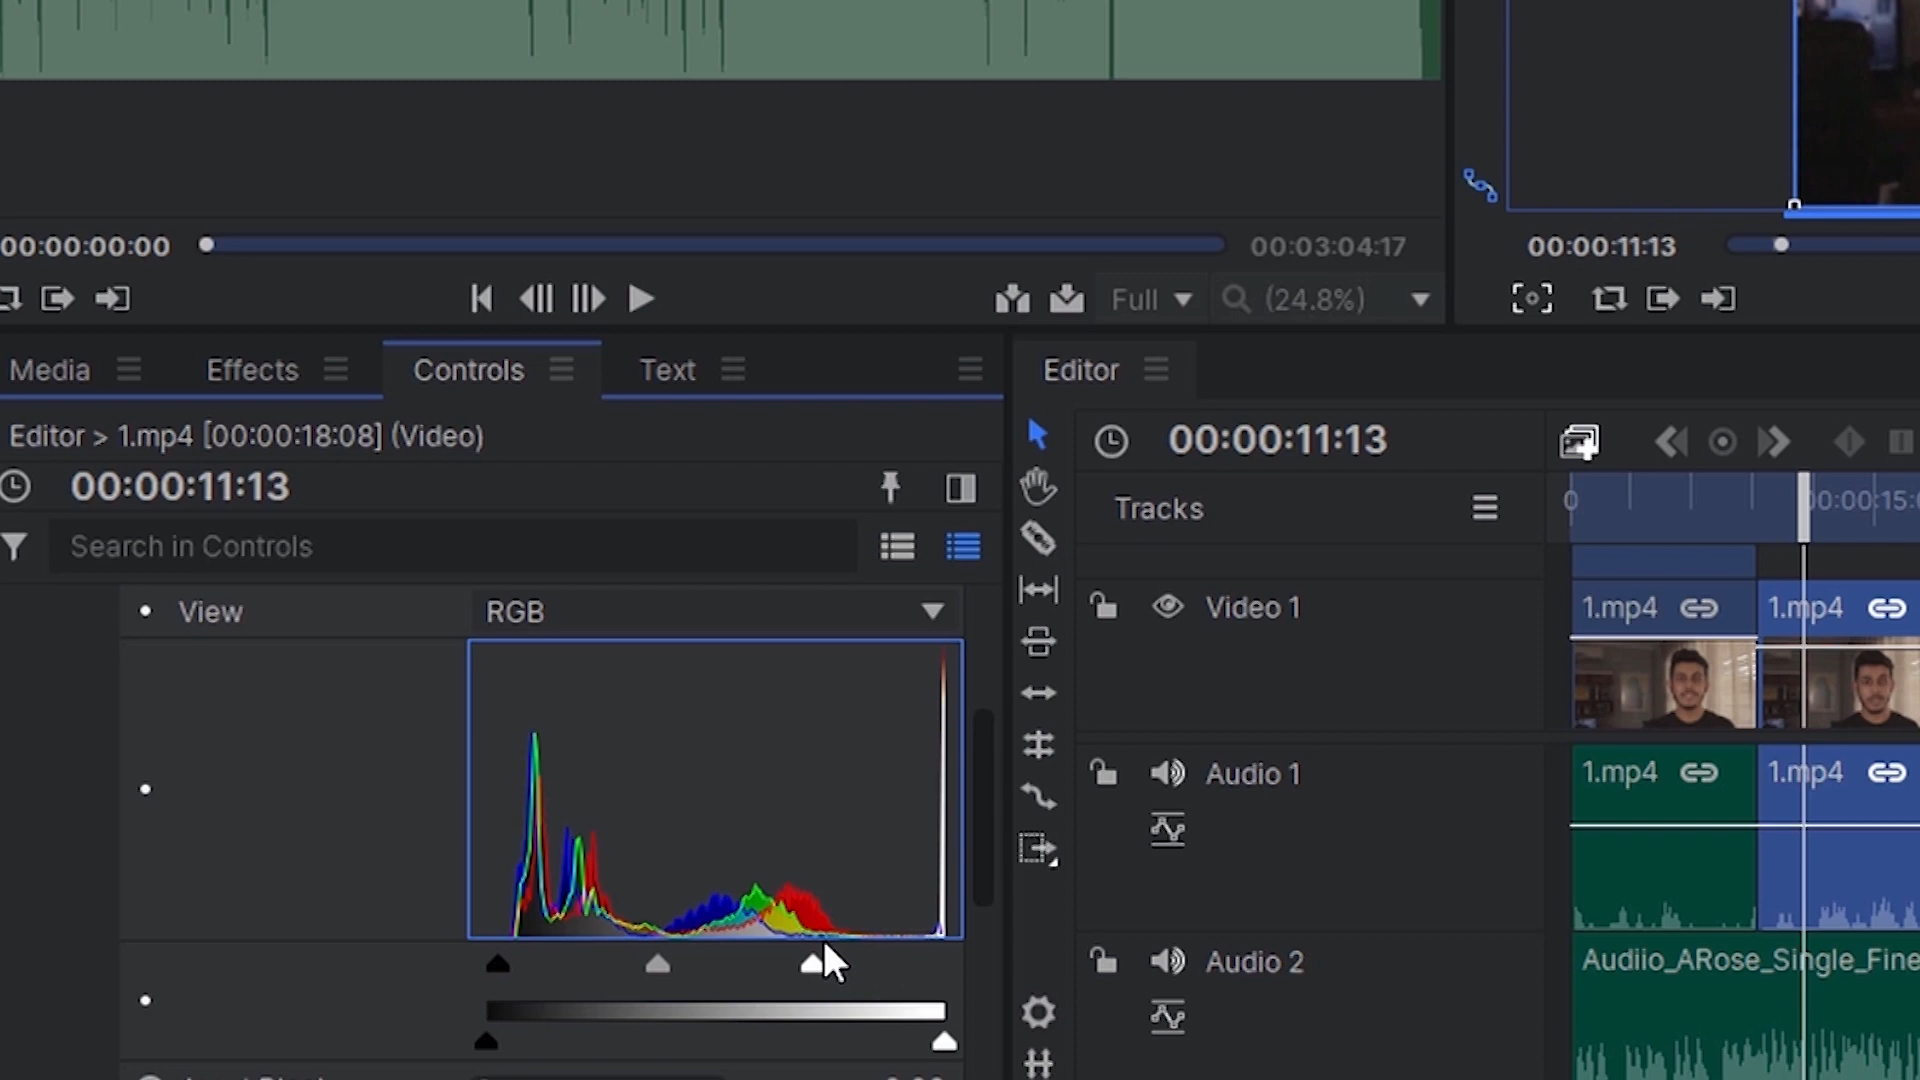 00:00:00:00
00:03:04:17
Full
(24.8%)
00:00:11:13
Media
Effects
Controls
Text
Editor
Editor > 1.mp4 [00:00:18:08] (Video)
00:00:11:13
00:00:11:13
Search in Controls
Tracks
0
00:00:15:0
View
RGB
Video 1
1.mp4
1.mp4
Audio 1
1.mp4
1.mp4
Audio 2
Audiio_ARose_Single_Fine